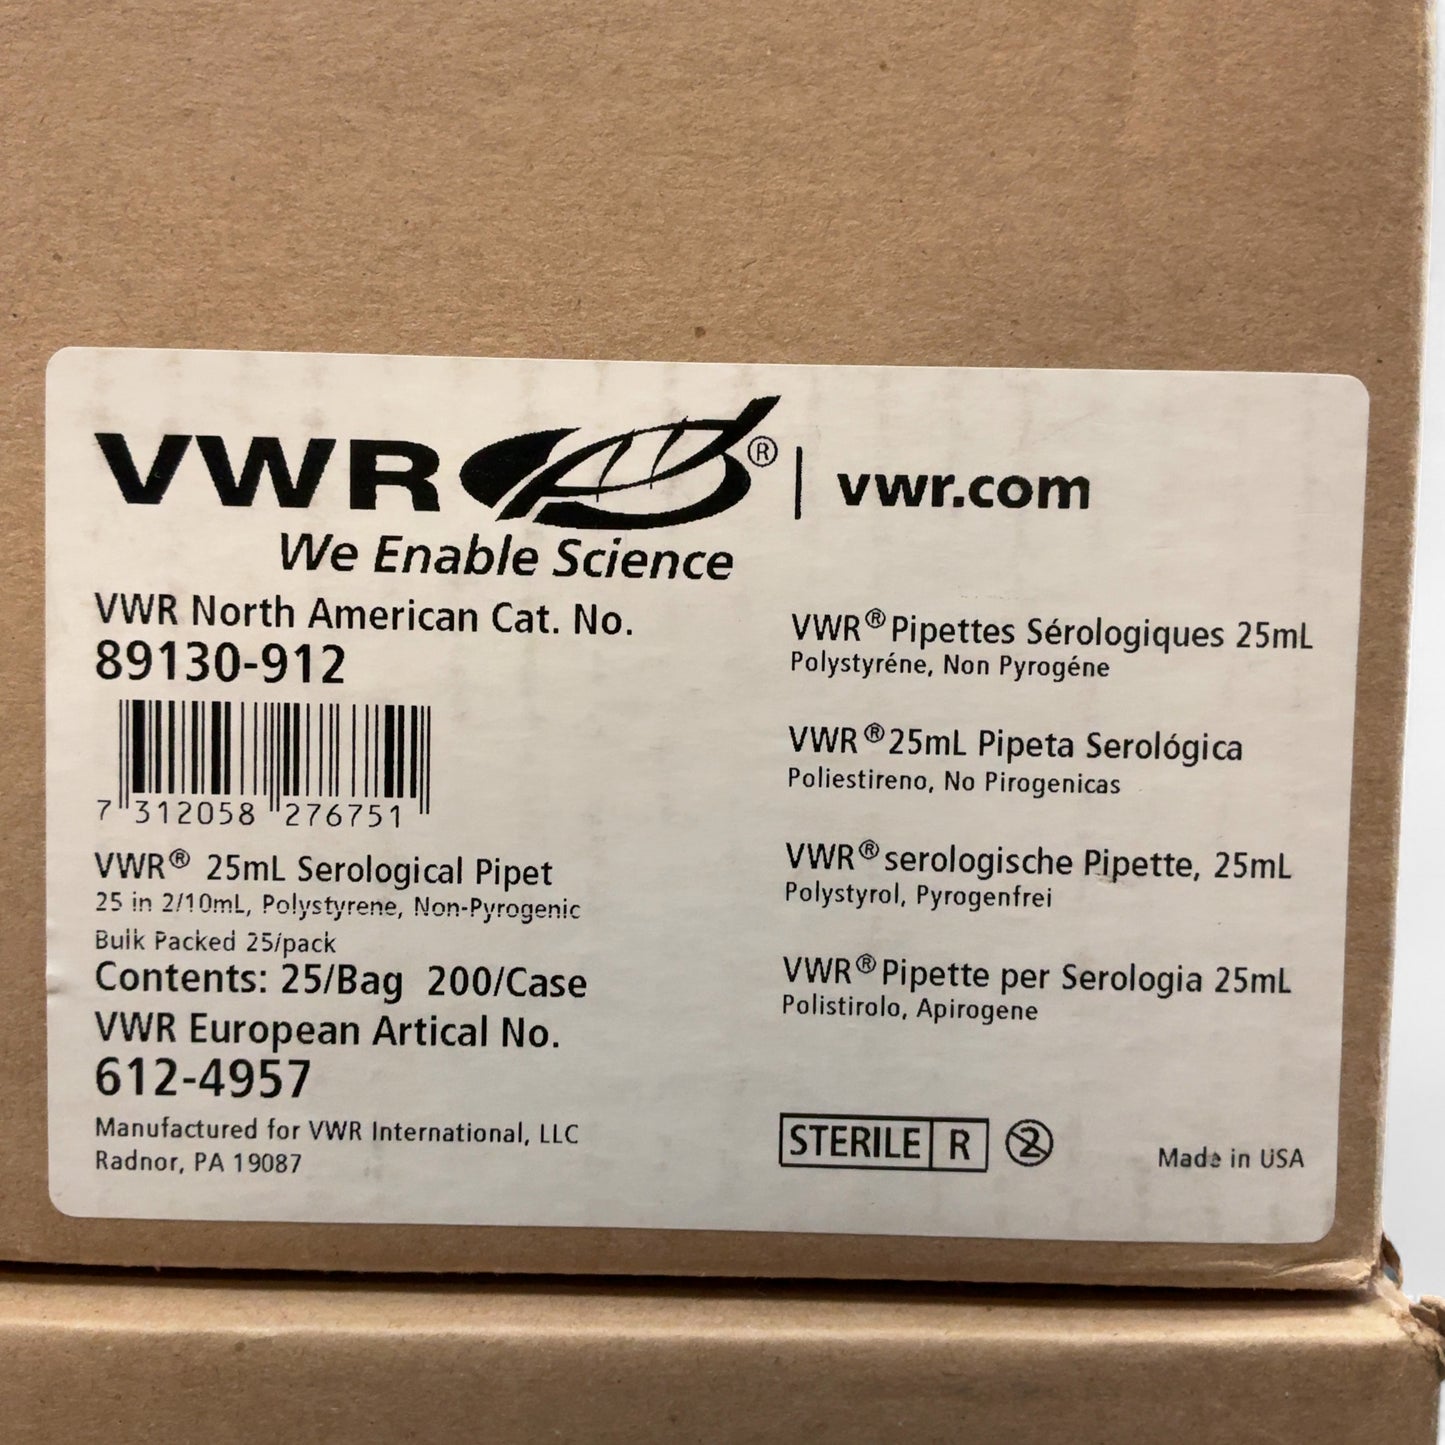 VWR® | vwr.com
We Enable Science
VWR North American Cat. No.
89130-912
7 312058 276751
VWR® 25mL Serological Pipet
25 in 2/10mL, Polystyrene, Non-Pyrogenic
Bulk Packed 25/pack
Contents: 25/Bag 200/Case
VWR European Artical No.
612-4957
Manufactured for VWR International, LLC
Radnor, PA 19087
VWR® Pipettes Sérologiques 25mL
Polystyréne, Non Pyrogéne
VWR® 25mL Pipeta Serológica
Poliestireno, No Pirogenicas
VWR® serologische Pipette, 25mL
Polystyrol, Pyrogenfrei
VWR® Pipette per Serologia 25mL
Polistirolo, Apirogene
STERILE R 2
Made in USA